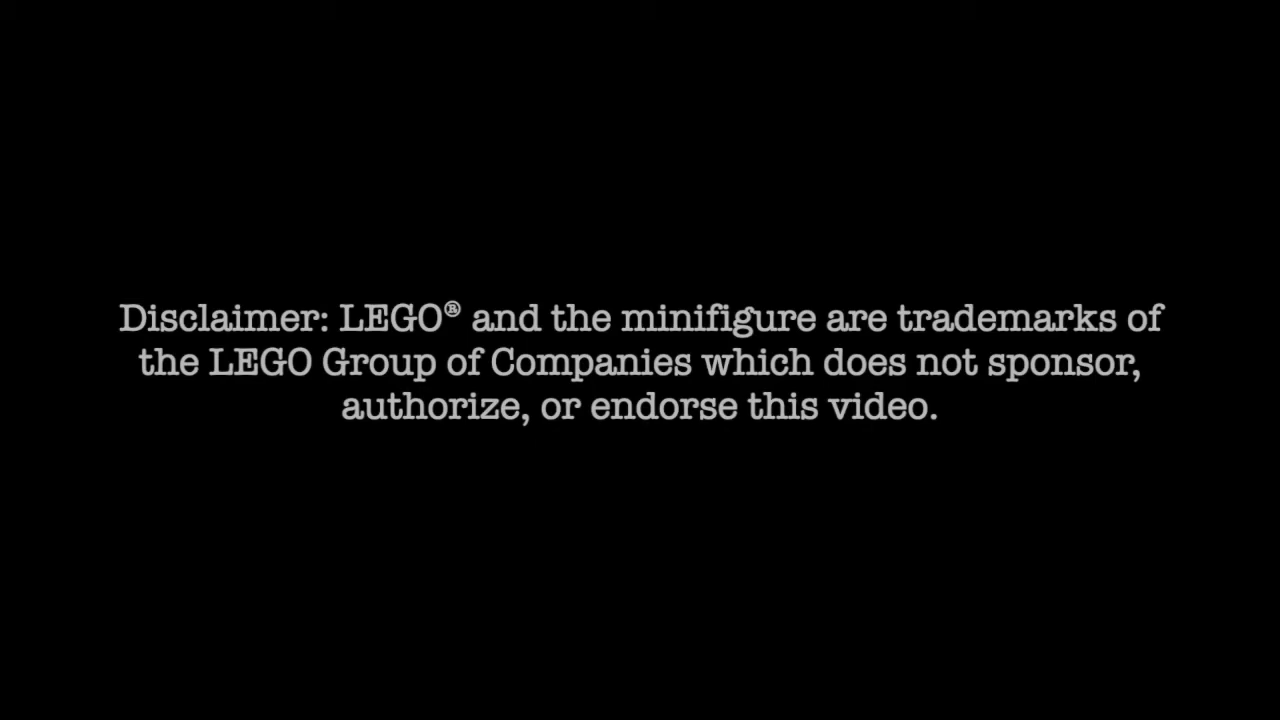 Disclaimer: LEGO® and the minifigure are trademarks of
the LEGO Group of Companies which does not sponsor,
authorize, or endorse this video.